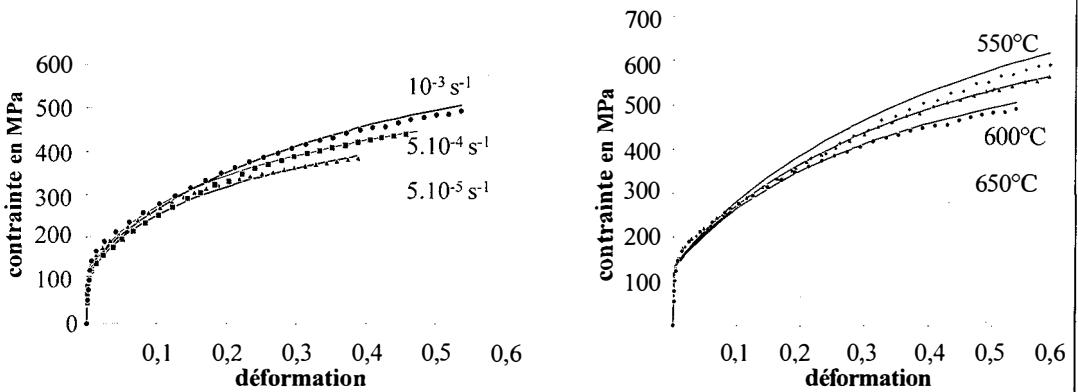 contrainte en MPa
600
500
400
300
200
100
0
10⁻³ s⁻¹
5.10⁻⁴ s⁻¹
5.10⁻⁵ s⁻¹
0,1 0,2 0,3 0,4 0,5 0,6
déformation
contrainte en MPa
700
600
500
400
300
200
100
550°C
600°C
650°C
0,1 0,2 0,3 0,4 0,5 0,6
déformation